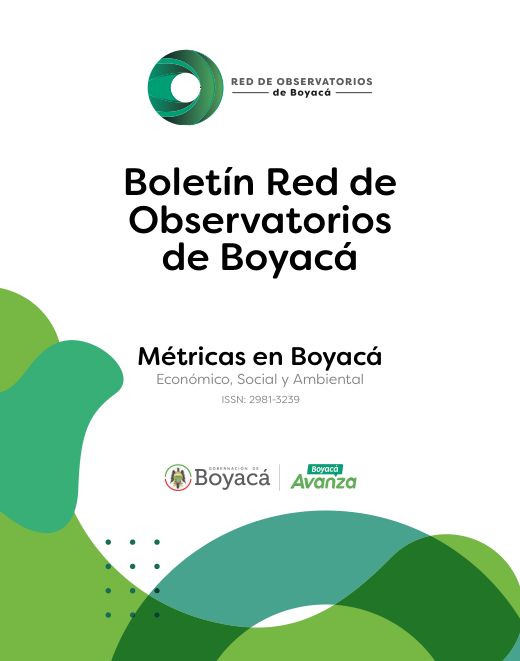 RED DE OBSERVATORIOS
de Boyacá
Boletín Red de
Observatorios
de Boyacá
Métricas en Boyacá
Económico, Social y Ambiental
ISSN: 2981-3239
GOBERNACIÓN DE
Boyacá
Boyacá
Avanza